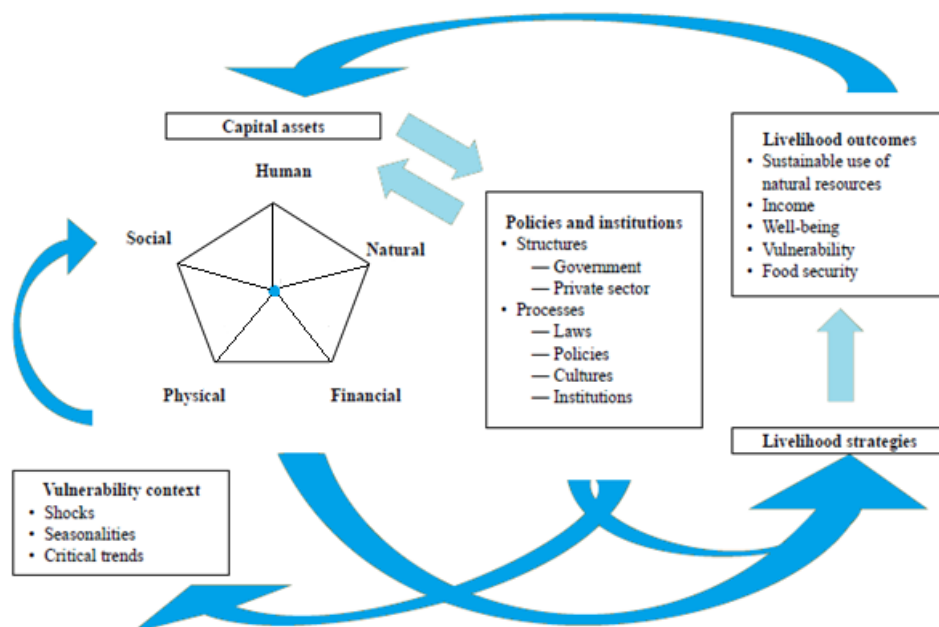 Capital assets
Human
Social
Natural
Physical
Financial
Policies and institutions
• Structures
— Government
— Private sector
• Processes
— Laws
— Policies
— Cultures
— Institutions
Livelihood outcomes
• Sustainable use of
natural resources
• Income
• Well-being
• Vulnerability
• Food security
Livelihood strategies
Vulnerability context
• Shocks
• Seasonalities
• Critical trends